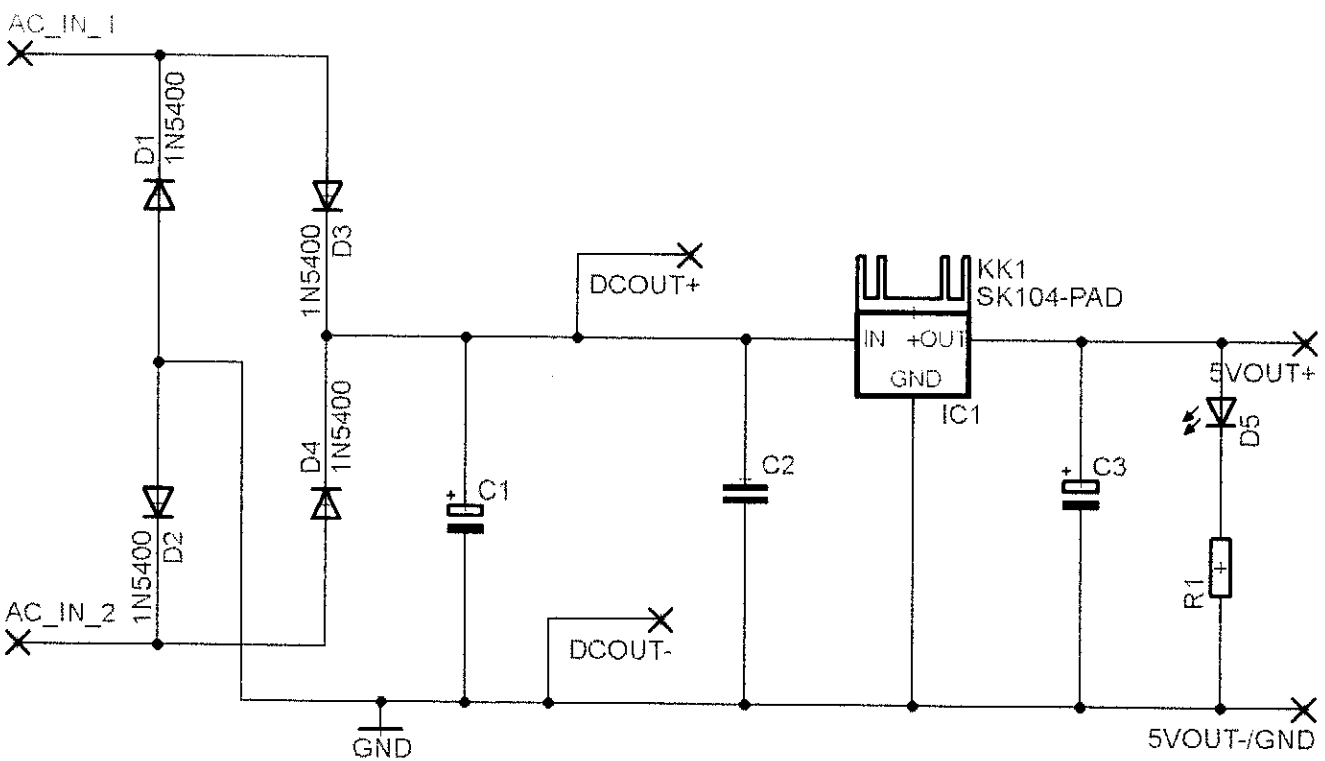 AC_IN_1
D1
1N5400
1N5400
D3
DCOUT+
KK1
SK104-PAD
IN
+OUT
GND
IC1
5VOUT+
D5
D4
1N5400
C1
+
C2
C3
+
1N5400
D2
R1
+
AC_IN_2
DCOUT-
GND
5VOUT-/GND